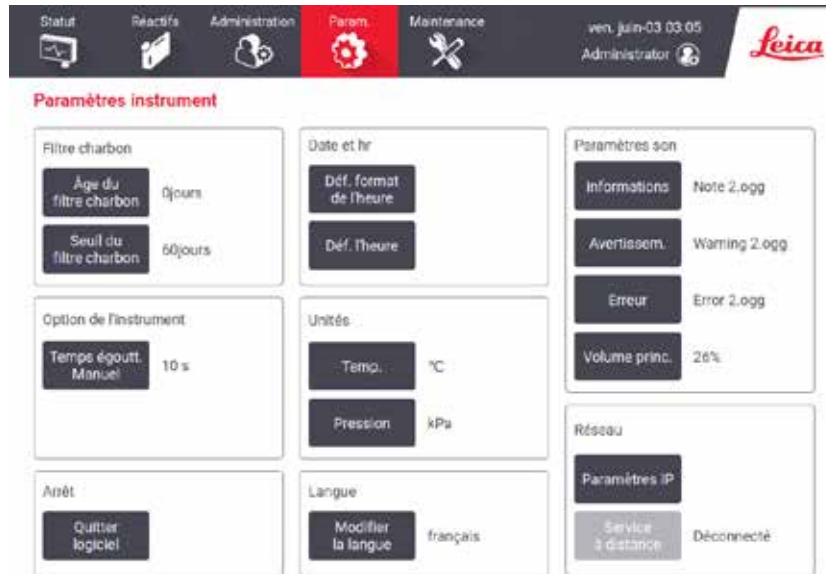 Statut Réactifs Administration Param. Maintenance
ven. juin-03 03:05
Administrator
Leica
Paramètres instrument
Filtre charbon
Âge du
filtre charbon
0jours
Seuil du
filtre charbon
60jours
Date et hr
Déf. format
de l'heure
Déf. l'heure
Paramètres son
Informations
Note 2.ogg
Avertissem.
Warning 2.ogg
Erreur
Error 2.ogg
Volume princ.
26%
Option de l'instrument
Temps égoutt.
Manuel
10 s
Unités
Temp.
°C
Pression
kPa
Réseau
Paramètres IP
Service
à distance
Déconnecté
Arrêt
Quitter
logiciel
Langue
Modifier
la langue
français